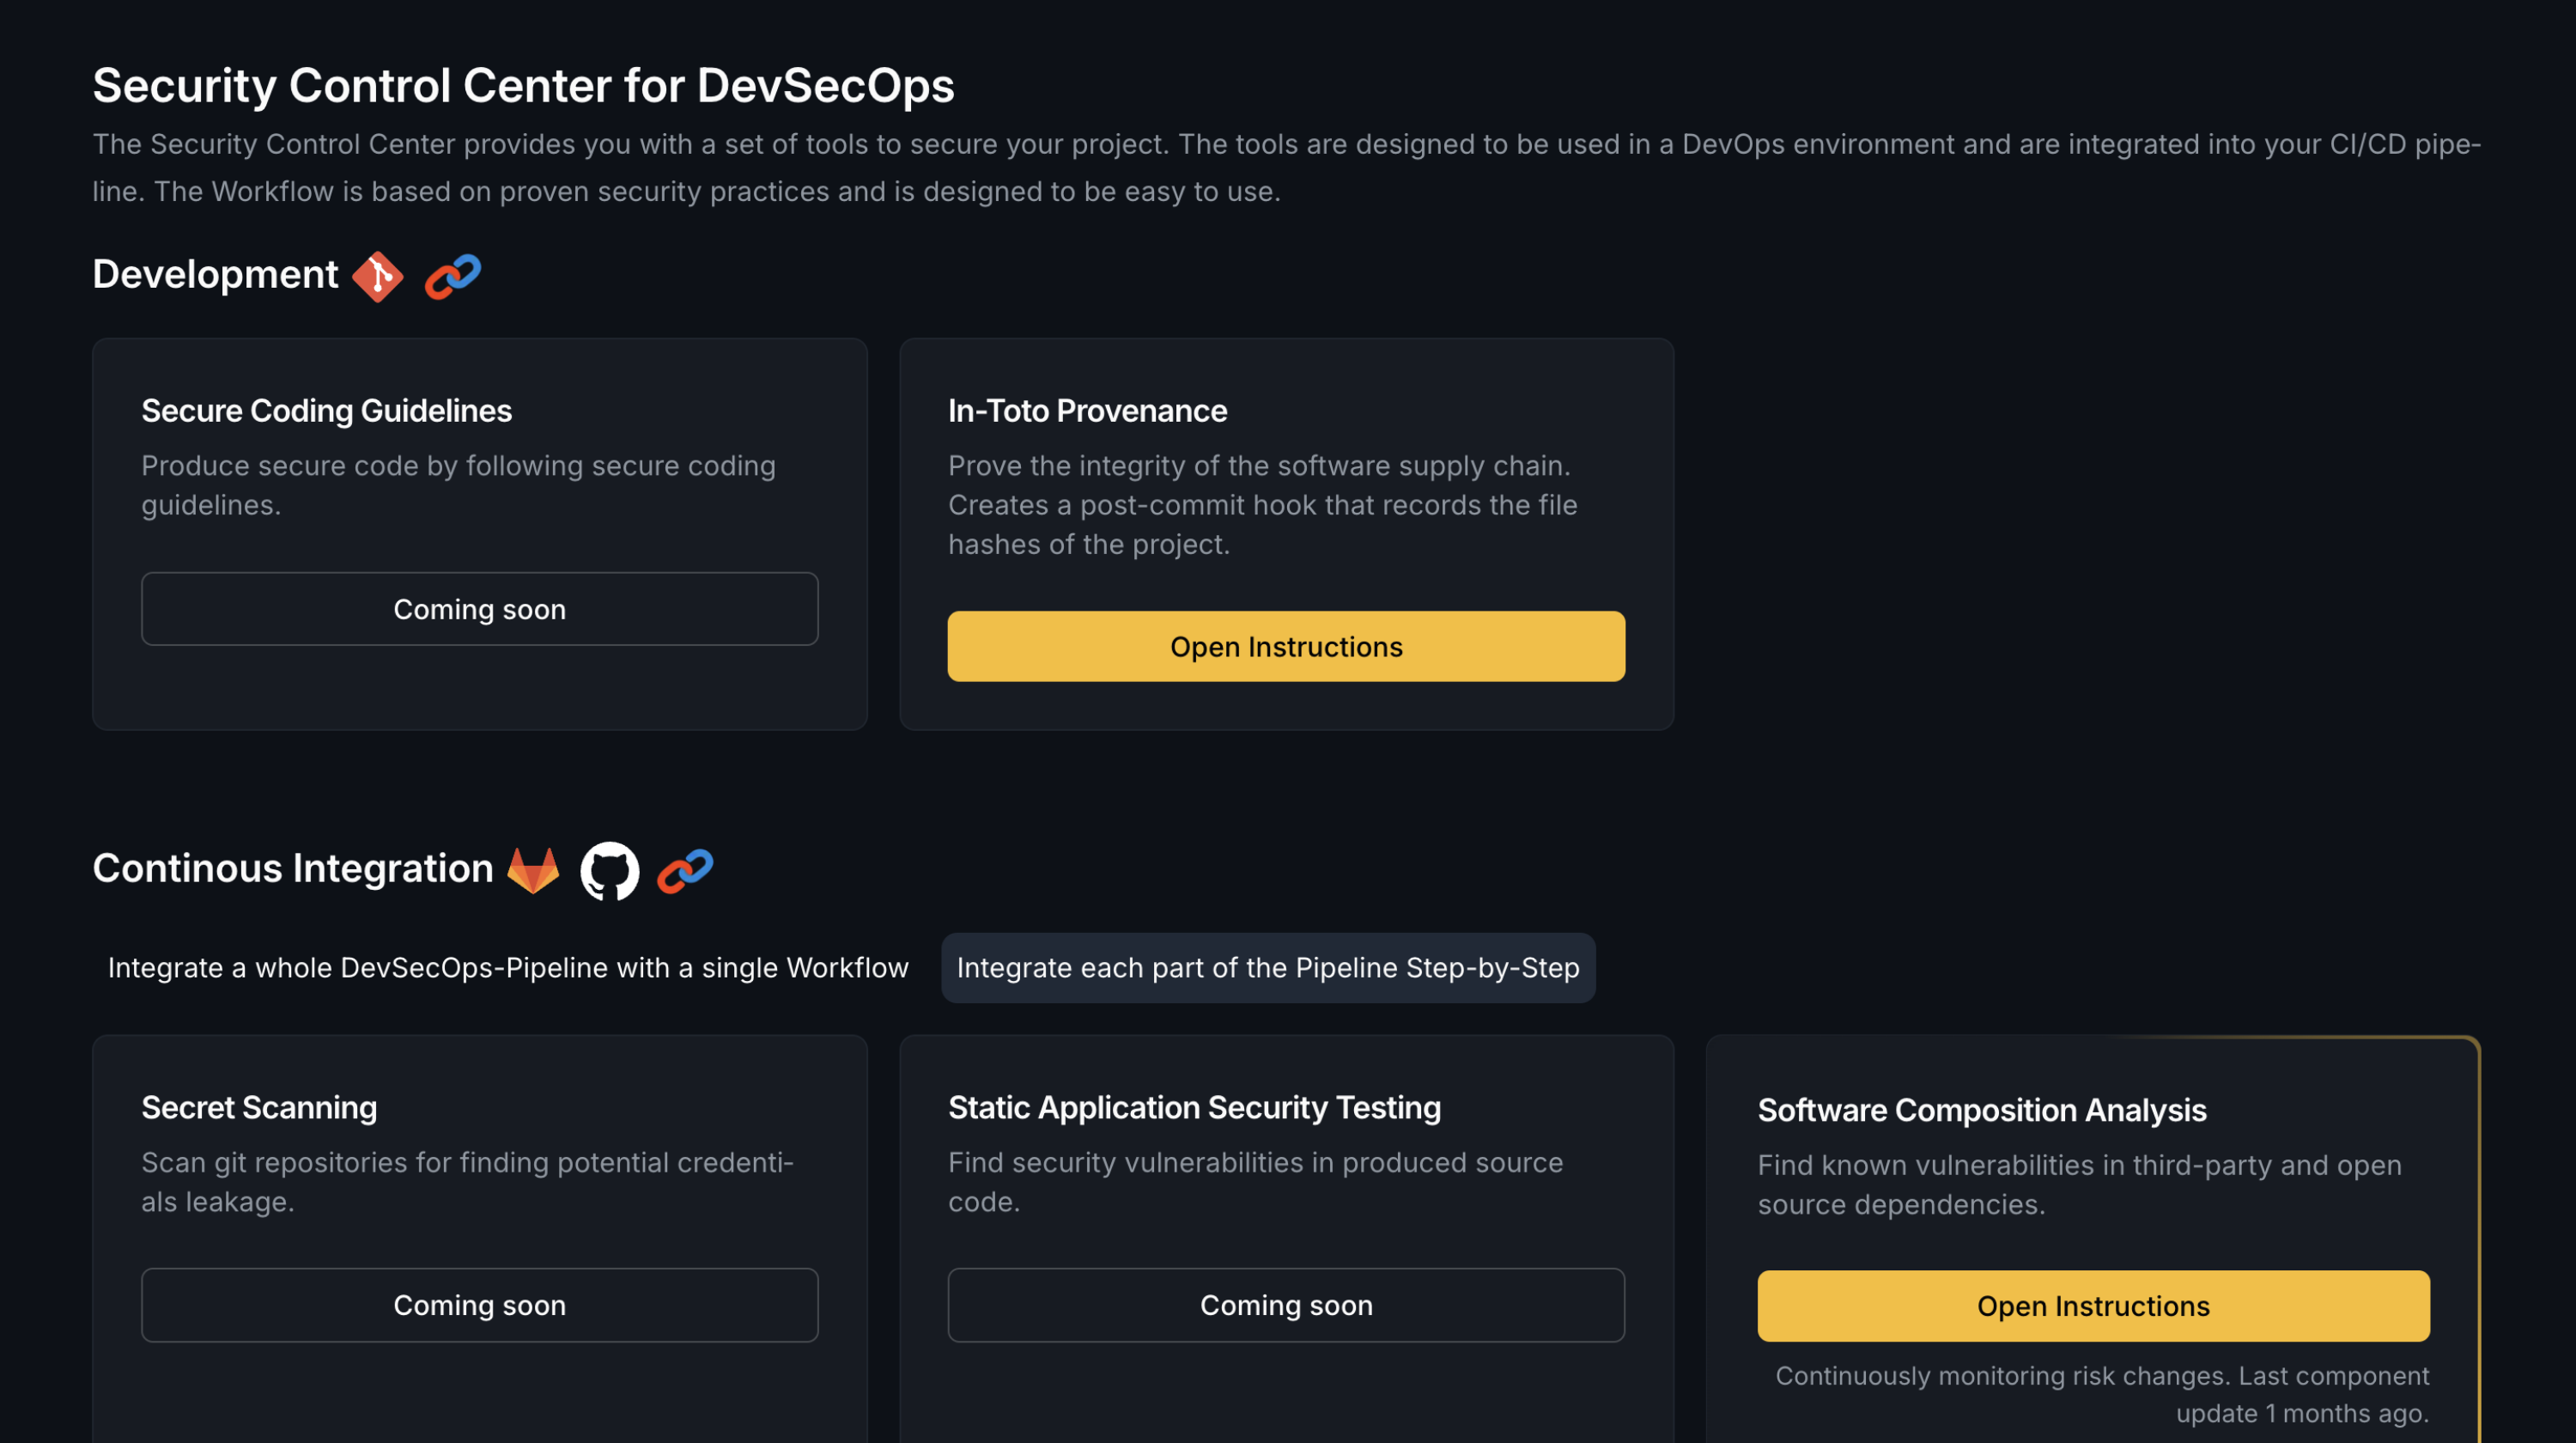 Security Control Center for DevSecOps
The Security Control Center provides you with a set of tools to secure your project. The tools are designed to be used in a DevOps environment and are integrated into your CI/CD pipe-
line. The Workflow is based on proven security practices and is designed to be easy to use.
Development
Secure Coding Guidelines
Produce secure code by following secure coding
guidelines.
Coming soon
In-Toto Provenance
Prove the integrity of the software supply chain.
Creates a post-commit hook that records the file
hashes of the project.
Open Instructions
Continous Integration
Integrate a whole DevSecOps-Pipeline with a single Workflow
Integrate each part of the Pipeline Step-by-Step
Secret Scanning
Scan git repositories for finding potential credenti-
als leakage.
Coming soon
Static Application Security Testing
Find security vulnerabilities in produced source
code.
Coming soon
Software Composition Analysis
Find known vulnerabilities in third-party and open
source dependencies.
Open Instructions
Continuously monitoring risk changes. Last component
update 1 months ago.